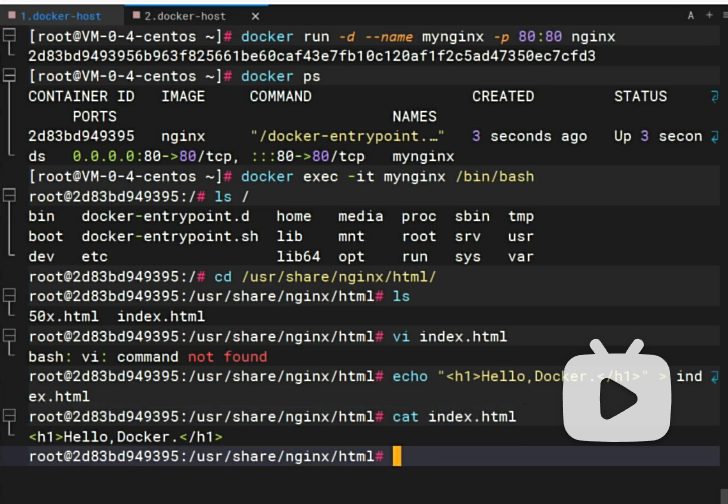 1.docker-host 2.docker-host
[root@VM-0-4-centos ~]# docker run -d --name mynginx -p 80:80 nginx
2d83bd9493956b963f825661be60caf43e7fb10c120af1f2c5ad47350ec7cfd3
[root@VM-0-4-centos ~]# docker ps
CONTAINER ID IMAGE COMMAND CREATED STATUS
PORTS NAMES
2d83bd949395 nginx "/docker-entrypoint.…" 3 seconds ago Up 3 secon
ds 0.0.0.0:80->80/tcp, :::80->80/tcp mynginx
[root@VM-0-4-centos ~]# docker exec -it mynginx /bin/bash
root@2d83bd949395:/# ls /
bin docker-entrypoint.d home media proc sbin tmp
boot docker-entrypoint.sh lib mnt root srv usr
dev etc lib64 opt run sys var
root@2d83bd949395:/# cd /usr/share/nginx/html/
root@2d83bd949395:/usr/share/nginx/html# ls
50x.html index.html
root@2d83bd949395:/usr/share/nginx/html# vi index.html
bash: vi: command not found
root@2d83bd949395:/usr/share/nginx/html# echo "<h1>Hello,Docker.</h1>" > ind
ex.html
root@2d83bd949395:/usr/share/nginx/html# cat index.html
<h1>Hello,Docker.</h1>
root@2d83bd949395:/usr/share/nginx/html#